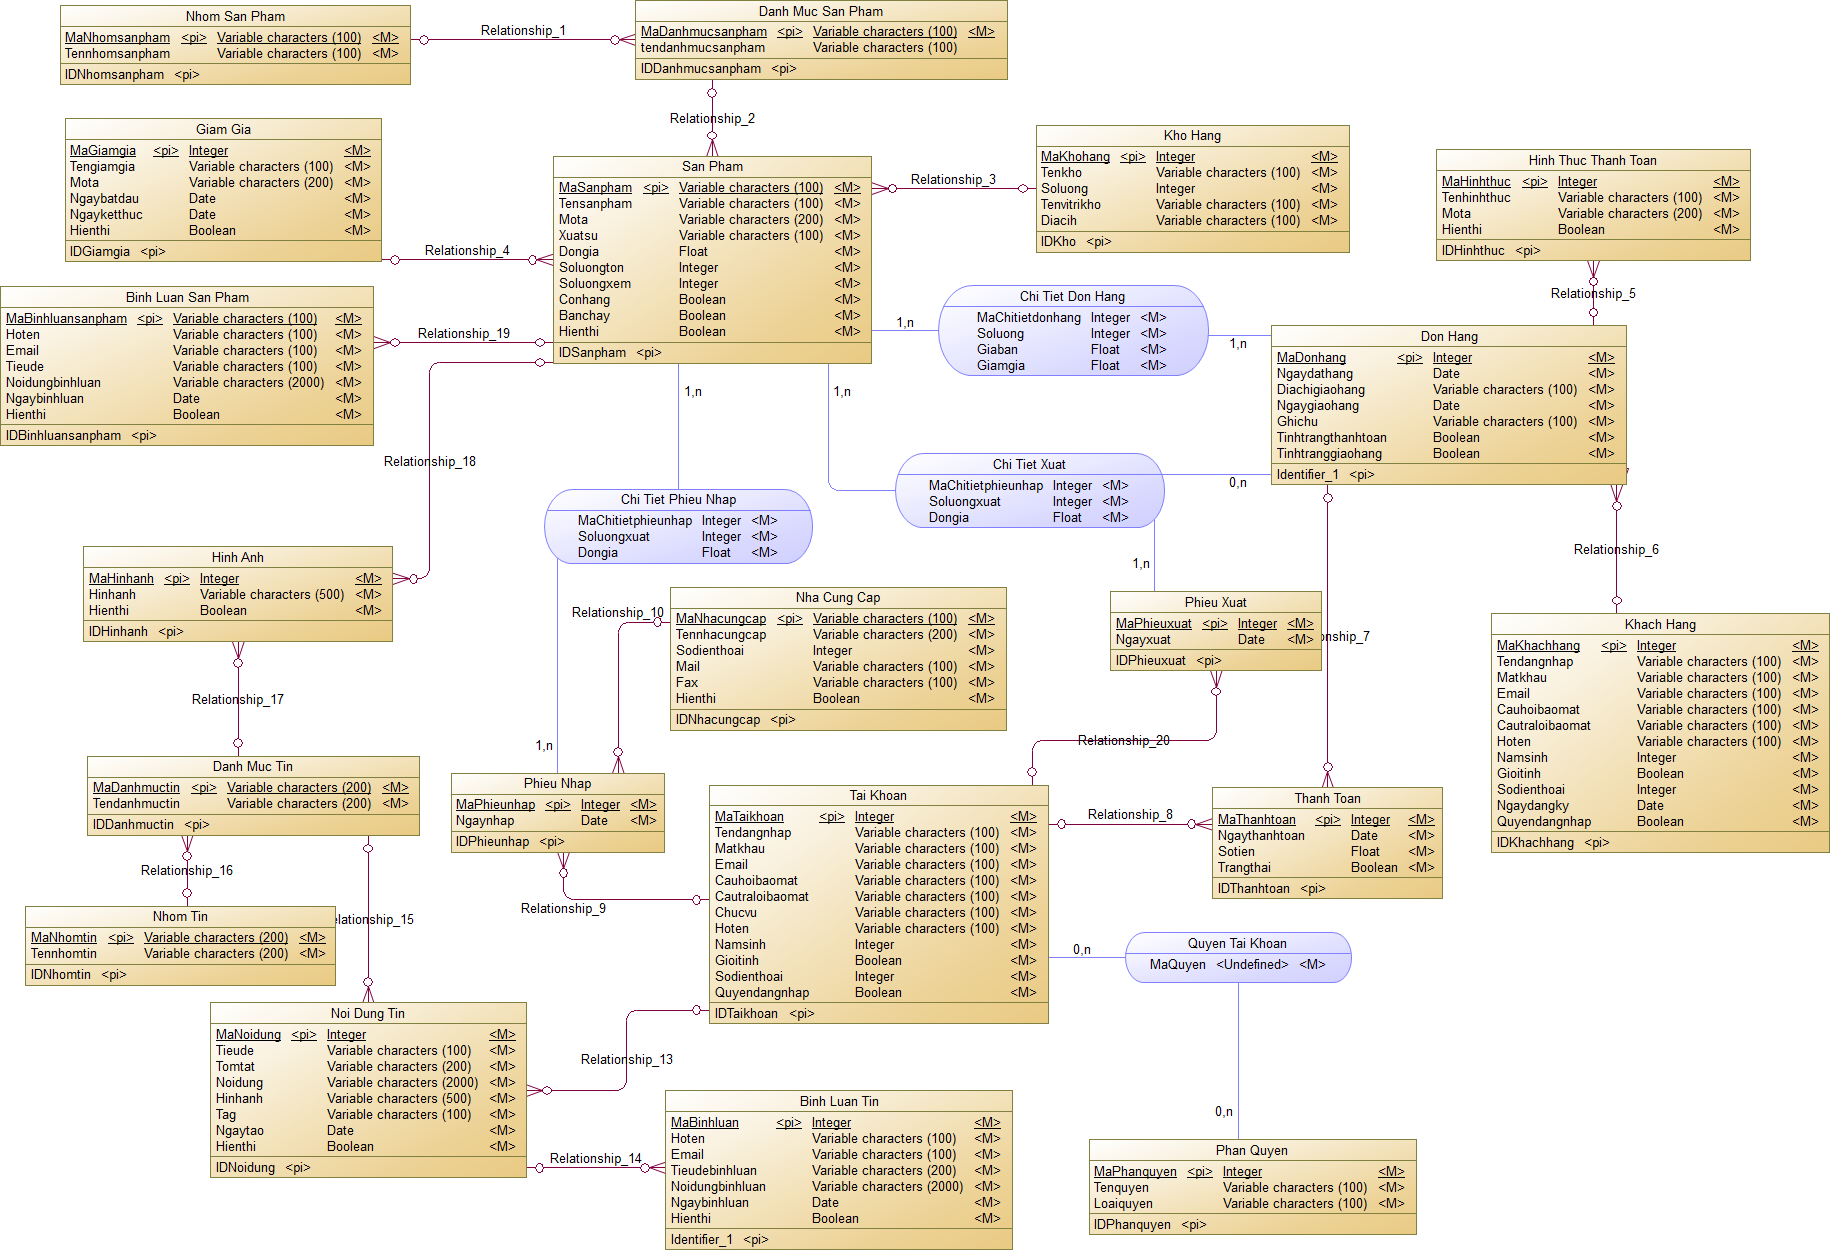 Nhom San Pham
MaNhomsanpham <pi> Variable characters (100) <M>
Tennhomsanpham Variable characters (100) <M>
IDNhomsanpham <pi>
Relationship_1
Danh Muc San Pham
MaDanhmucsanpham <pi> Variable characters (100) <M>
tendanhmucsanpham Variable characters (100)
IDDanhmucsanpham <pi>
Relationship_2
Giam Gia
MaGiamgia <pi> Integer <M>
Tengiamgia Variable characters (100) <M>
Mota Variable characters (200) <M>
Ngaybatdau Date <M>
Ngayketthuc Date <M>
Hienthi Boolean <M>
IDGiamgia <pi>
Relationship_4
San Pham
MaSanpham <pi> Variable characters (100) <M>
Tensanpham Variable characters (100) <M>
Mota Variable characters (200) <M>
Xuatsu Variable characters (100) <M>
Dongia Float <M>
Soluongton Integer <M>
Soluongxem Integer <M>
Conhang Boolean <M>
Banchay Boolean <M>
Hienthi Boolean <M>
IDSanpham <pi>
Relationship_3
Kho Hang
MaKhohang <pi> Integer <M>
Tenkho Variable characters (100) <M>
Soluong Integer <M>
Tenvitrikho Variable characters (100) <M>
Diacih Variable characters (100) <M>
IDKho <pi>
Hinh Thuc Thanh Toan
MaHinhthuc <pi> Integer <M>
Tenhinhthuc Variable characters (100) <M>
Mota Variable characters (200) <M>
Hienthi Boolean <M>
IDHinhthuc <pi>
Relationship_5
Binh Luan San Pham
MaBinhluansanpham <pi> Variable characters (100) <M>
Hoten Variable characters (100) <M>
Email Variable characters (100) <M>
Tieude Variable characters (100) <M>
Noidungbinhluan Variable characters (2000) <M>
Ngaybinhluan Date <M>
Hienthi Boolean <M>
IDBinhluansanpham <pi>
Relationship_19
Relationship_18
1,n
Chi Tiet Don Hang
MaChitietdonhang Integer <M>
Soluong Integer <M>
Giaban Float <M>
Giamgia Float <M>
1,n
Don Hang
MaDonhang <pi> Integer <M>
Ngaydathang Date <M>
Diachigiaohang Variable characters (100) <M>
Ngaygiaohang Date <M>
Ghichu Variable characters (100) <M>
Tinhtrangthanhtoan Boolean <M>
Tinhtranggiaohang Boolean <M>
Identifier_1 <pi>
1,n
1,n
Chi Tiet Xuat
MaChitietphieunhap Integer <M>
Soluongxuat Integer <M>
Dongia Float <M>
0,n
1,n
Chi Tiet Phieu Nhap
MaChitietphieunhap Integer <M>
Soluongxuat Integer <M>
Dongia Float <M>
1,n
Relationship_6
Hinh Anh
MaHinhanh <pi> Integer <M>
Hinhanh Variable characters (500) <M>
Hienthi Boolean <M>
IDHinhanh <pi>
Relationship_17
Relationship_10
Nha Cung Cap
MaNhacungcap <pi> Variable characters (100) <M>
Tennhacungcap Variable characters (200) <M>
Sodienthoai Integer <M>
Mail Variable characters (100) <M>
Fax Variable characters (100) <M>
Hienthi Boolean <M>
IDNhacungcap <pi>
Phieu Xuat
MaPhieuxuat <pi> Integer <M>
Ngayxuat Date <M>
IDPhieuxuat <pi>
nship_7
Relationship_20
Khach Hang
MaKhachhang <pi> Integer <M>
Tendangnhap Variable characters (100) <M>
Matkhau Variable characters (100) <M>
Email Variable characters (100) <M>
Cauhoibaomat Variable characters (100) <M>
Cautraloibaomat Variable characters (100) <M>
Hoten Variable characters (100) <M>
Namsinh Integer <M>
Gioitinh Boolean <M>
Sodienthoai Integer <M>
Ngaydangky Date <M>
Quyendangnhap Boolean <M>
IDKhachhang <pi>
Danh Muc Tin
MaDanhmuctin <pi> Variable characters (200) <M>
Tendanhmuctin Variable characters (200) <M>
IDDanhmuctin <pi>
Relationship_16
elationship_15
Phieu Nhap
MaPhieunhap <pi> Integer <M>
Ngaynhap Date <M>
IDPhieunhap <pi>
Relationship_9
Tai Khoan
MaTaikhoan <pi> Integer <M>
Tendangnhap Variable characters (100) <M>
Matkhau Variable characters (100) <M>
Email Variable characters (100) <M>
Cauhoibaomat Variable characters (100) <M>
Cautraloibaomat Variable characters (100) <M>
Chucvu Variable characters (100) <M>
Hoten Variable characters (100) <M>
Namsinh Integer <M>
Gioitinh Boolean <M>
Sodienthoai Integer <M>
Quyendangnhap Boolean <M>
IDTaikhoan <pi>
Relationship_8
Thanh Toan
MaThanhtoan <pi> Integer <M>
Ngaythanhtoan Date <M>
Sotien Float <M>
Trangthai Boolean <M>
IDThanhtoan <pi>
Nhom Tin
MaNhomtin <pi> Variable characters (200) <M>
Tennhomtin Variable characters (200) <M>
IDNhomtin <pi>
0,n
Quyen Tai Khoan
MaQuyen <Undefined> <M>
0,n
Noi Dung Tin
MaNoidung <pi> Integer <M>
Tieude Variable characters (100) <M>
Tomtat Variable characters (200) <M>
Noidung Variable characters (2000) <M>
Hinhanh Variable characters (500) <M>
Tag Variable characters (100) <M>
Ngaytao Date <M>
Hienthi Boolean <M>
IDNoidung <pi>
Relationship_13
Relationship_14
Binh Luan Tin
MaBinhluan <pi> Integer <M>
Hoten Variable characters (100) <M>
Email Variable characters (100) <M>
Tieudebinhluan Variable characters (200) <M>
Noidungbinhluan Variable characters (2000) <M>
Ngaybinhluan Date <M>
Hienthi Boolean <M>
Identifier_1 <pi>
Phan Quyen
MaPhanquyen <pi> Integer <M>
Tenquyen Variable characters (100) <M>
Loaiquyen Variable characters (100) <M>
IDPhanquyen <pi>